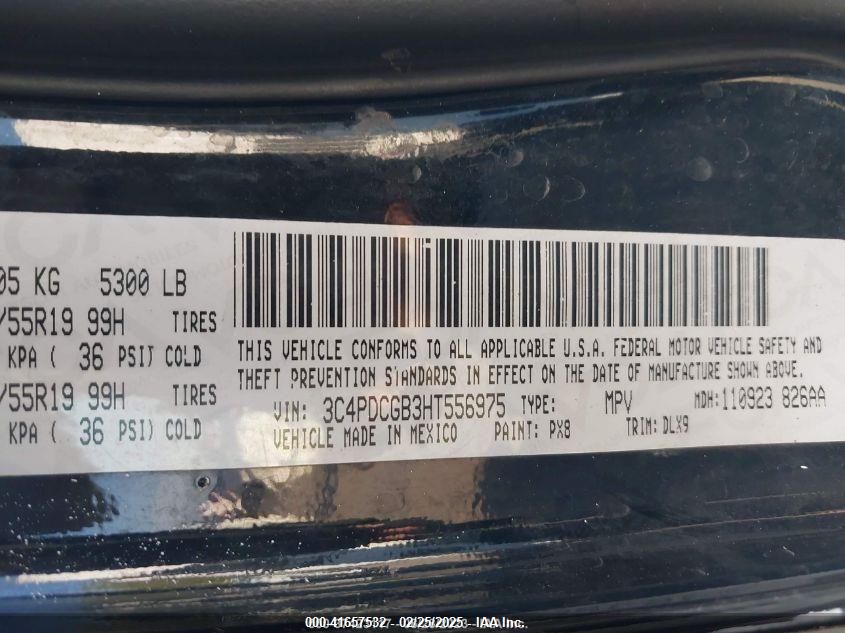 05 KG 5300 LB
/55R19 99H TIRES
KPA ( 36 PSI) COLD
/55R19 99H TIRES
KPA ( 36 PSI) COLD
THIS VEHICLE CONFORMS TO ALL APPLICABLE U.S.A. FEDERAL MOTOR VEHICLE SAFETY AND
THEFT PREVENTION STANDARDS IN EFFECT ON THE DATE OF MANUFACTURE SHOWN ABOVE.
VIN: 3C4PDCGB3HT556975 TYPE: MPV MDH: 110923 826AA
VEHICLE MADE IN MEXICO PAINT: PX8 TRIM: DLX9
000-41657532 02/25/2025 IAA Inc.